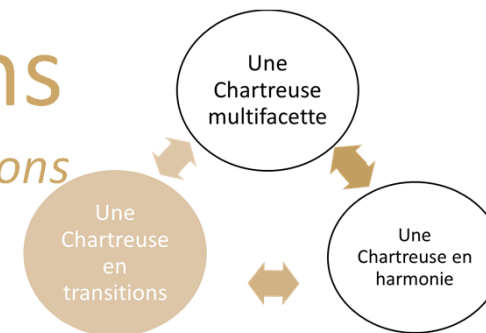 ns
ons
Une
Chartreuse
multifacette
Une
Chartreuse
en
transitions
Une
Chartreuse en
harmonie